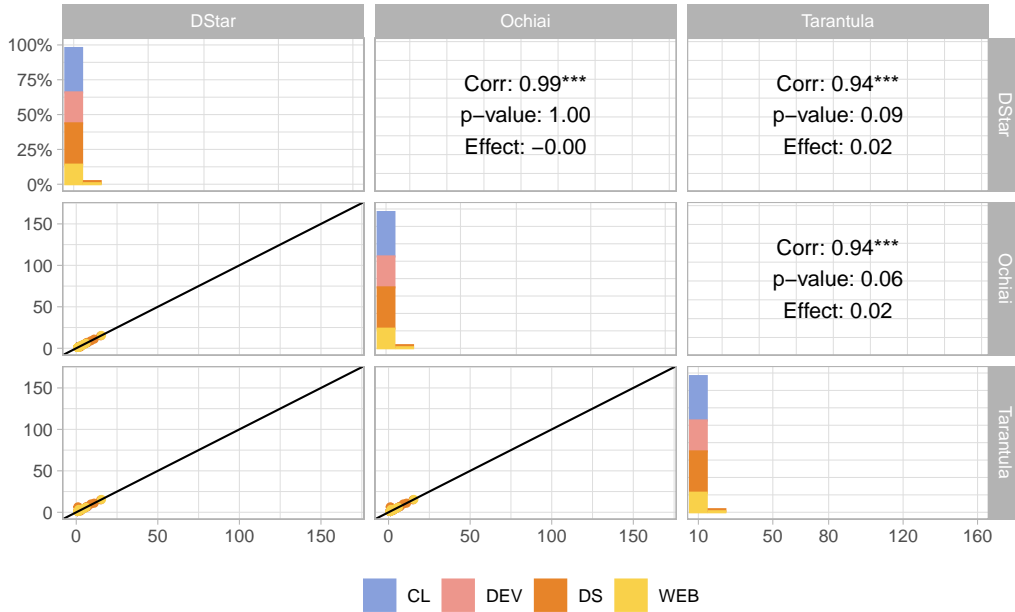 DStar
Ochiai
Tarantula
100%
75%
50%
25%
0%
Corr: 0.99***
p−value: 1.00
Effect: −0.00
Corr: 0.94***
p−value: 0.09
Effect: 0.02
DStar
150
100
50
0
Corr: 0.94***
p−value: 0.06
Effect: 0.02
Ochiai
150
100
50
0
Tarantula
0 50 100 150
0 50 100 150
10 50 80 120 160
CL DEV DS WEB